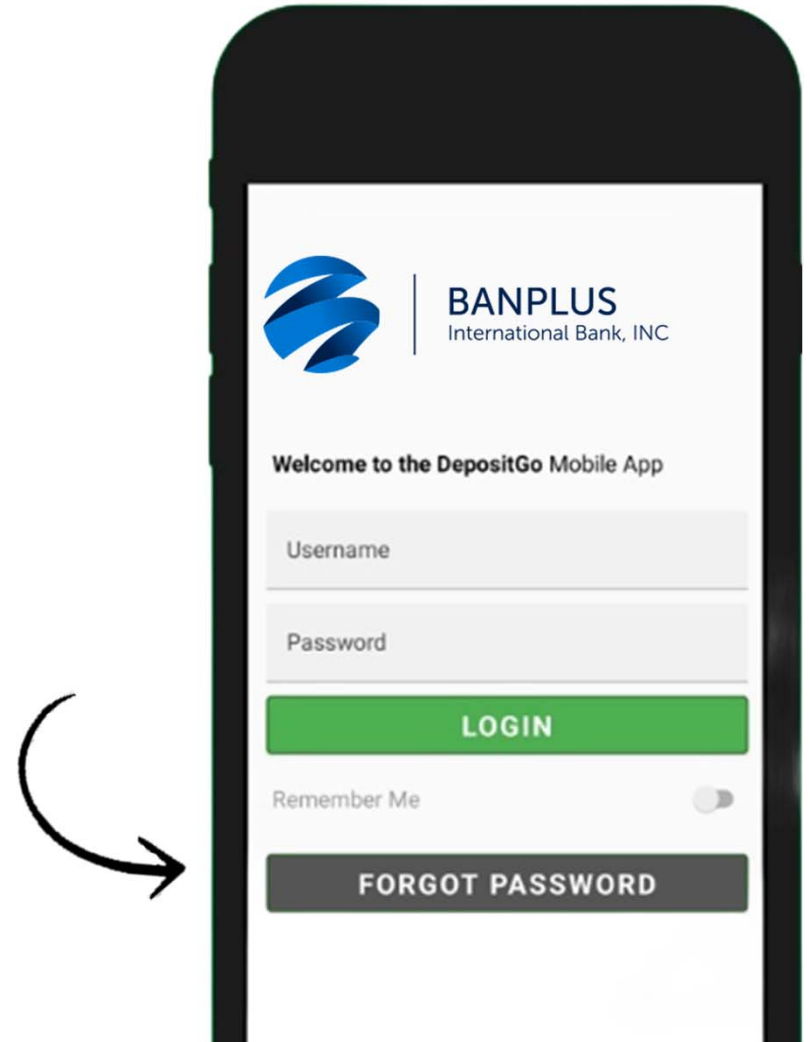 BANPLUS
International Bank, INC
Welcome to the DepositGo Mobile App
Username
Password
LOGIN
Remember Me
FORGOT PASSWORD